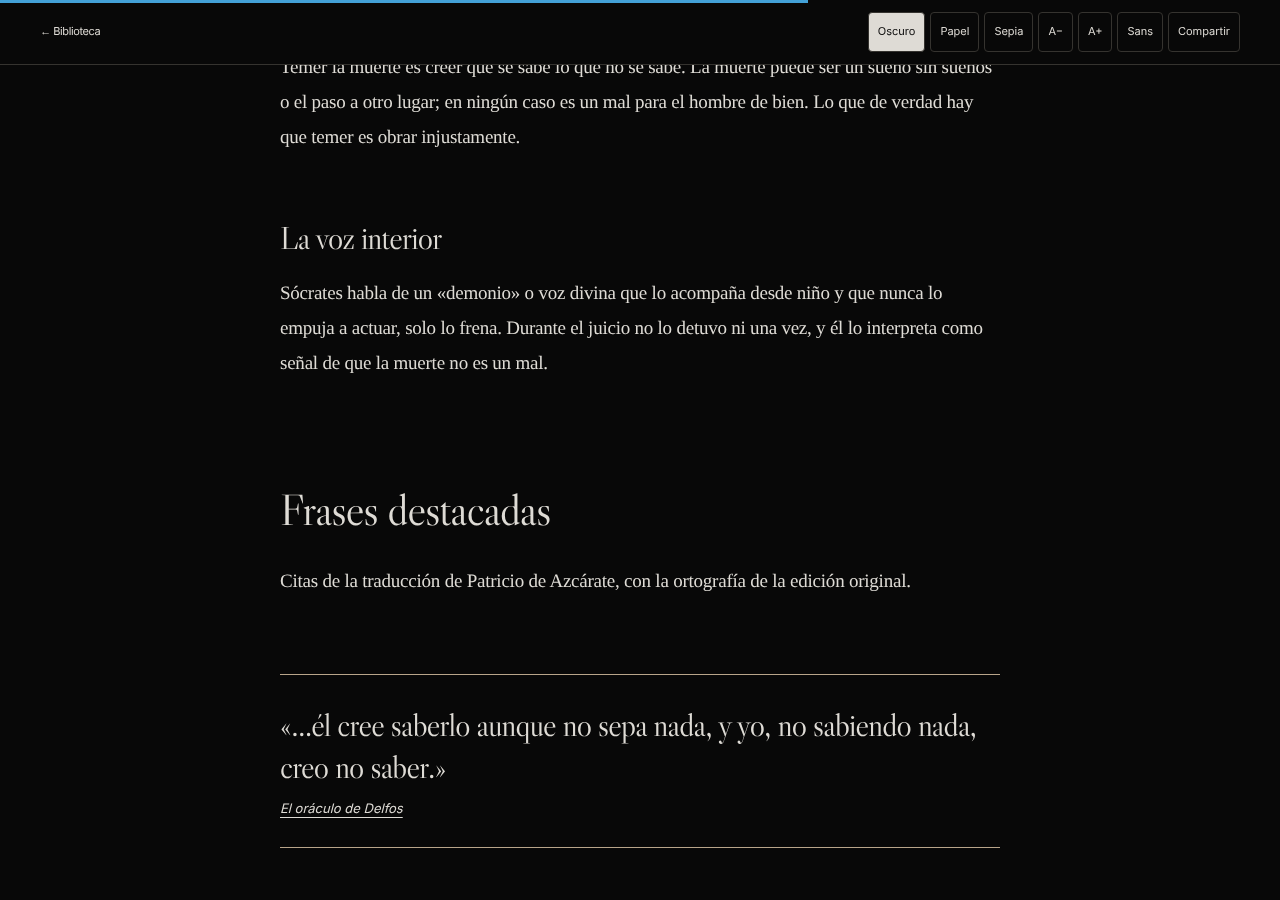 ← Biblioteca
Oscuro
Papel
Sepia
A−
A+
Sans
Compartir
Temer la muerte es creer que se sabe lo que no se sabe. La muerte puede ser un sueño sin sueños
o el paso a otro lugar; en ningún caso es un mal para el hombre de bien. Lo que de verdad hay
que temer es obrar injustamente.
La voz interior
Sócrates habla de un «demonio» o voz divina que lo acompaña desde niño y que nunca lo
empuja a actuar, solo lo frena. Durante el juicio no lo detuvo ni una vez, y él lo interpreta como
señal de que la muerte no es un mal.
Frases destacadas
Citas de la traducción de Patricio de Azcárate, con la ortografía de la edición original.
«…él cree saberlo aunque no sepa nada, y yo, no sabiendo nada,
creo no saber.»
El oráculo de Delfos